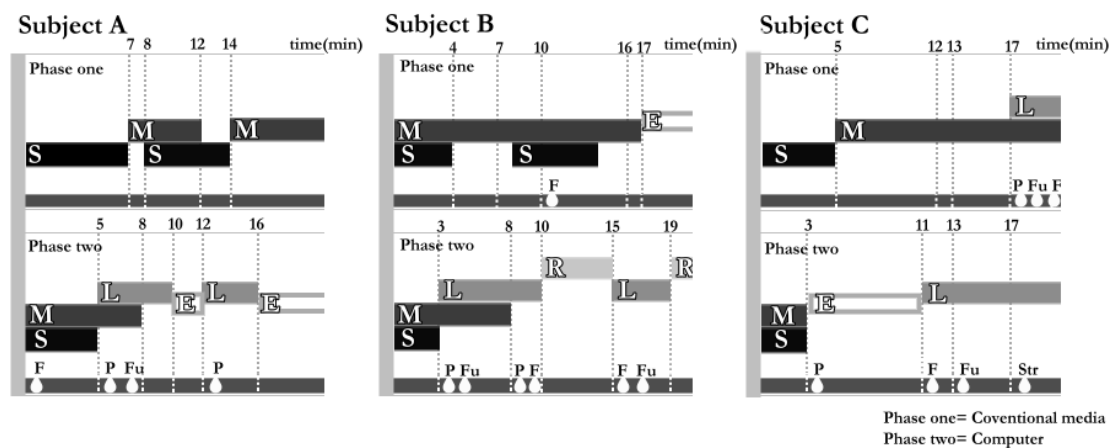 Subject A
7 8 12 14 time(min)
Phase one
M M
S S
5 8 10 12 16
Phase two
L E L E
M
S
F P Fu P
Subject B
4 7 10 16 17
Phase one
E
M
S S
F
3 8 10 15 19
Phase two
R R
L L
M
S
P Fu P F F Fu
Subject C
5 12 13 17 time(min)
Phase one
L
M
S
P Fu F
3 11 13 17
Phase two
E L
M
S
P F Fu Str
Phase one= Coventional media
Phase two= Computer